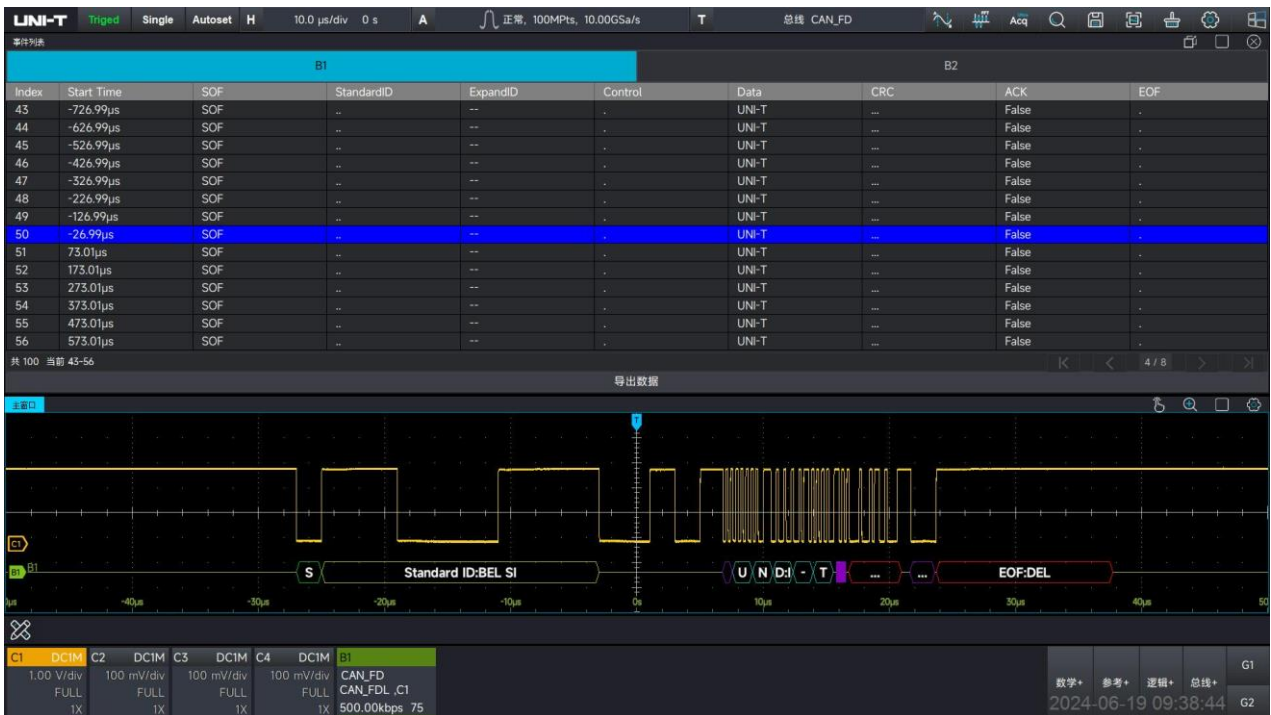 UNI-T Triged Single Autoset H 10.0 μs/div 0 s A 正常, 100MPts, 10.00GSa/s T 总线 CAN_FD Acq
事件列表
B1 B2
Index Start Time SOF StandardID ExpandID Control Data CRC ACK EOF
43 -726.99μs SOF .. -- . UNI-T ... False .
44 -626.99μs SOF .. -- . UNI-T ... False .
45 -526.99μs SOF .. -- . UNI-T ... False .
46 -426.99μs SOF .. -- . UNI-T ... False .
47 -326.99μs SOF .. -- . UNI-T ... False .
48 -226.99μs SOF .. -- . UNI-T ... False .
49 -126.99μs SOF .. -- . UNI-T ... False .
50 -26.99μs SOF .. -- . UNI-T ... False .
51 73.01μs SOF .. -- . UNI-T ... False .
52 173.01μs SOF .. -- . UNI-T ... False .
53 273.01μs SOF .. -- . UNI-T ... False .
54 373.01μs SOF .. -- . UNI-T ... False .
55 473.01μs SOF .. -- . UNI-T ... False .
56 573.01μs SOF .. -- . UNI-T ... False .
共 100 当前 43-56 4 / 8
导出数据
主窗口
T
C1
B1 B1 S Standard ID:BEL SI U N D:I - T ... ... EOF:DEL
μs -40μs -30μs -20μs -10μs 0s 10μs 20μs 30μs 40μs 50
C1 DC1M C2 DC1M C3 DC1M C4 DC1M B1
1.00 V/div 100 mV/div 100 mV/div 100 mV/div CAN_FD
FULL FULL FULL FULL CAN_FDL ,C1
1X 1X 1X 1X 500.00kbps 75
数学+ 参考+ 逻辑+ 总线+ G1
2024-06-19 09:38:44 G2